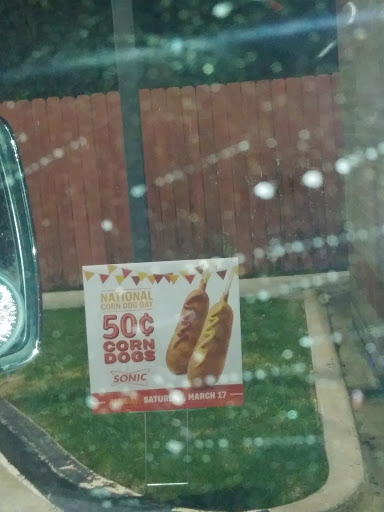 NATIONAL
CORN DOG DAY
50¢
CORN
DOGS
SONIC
SATURDAY MARCH 17